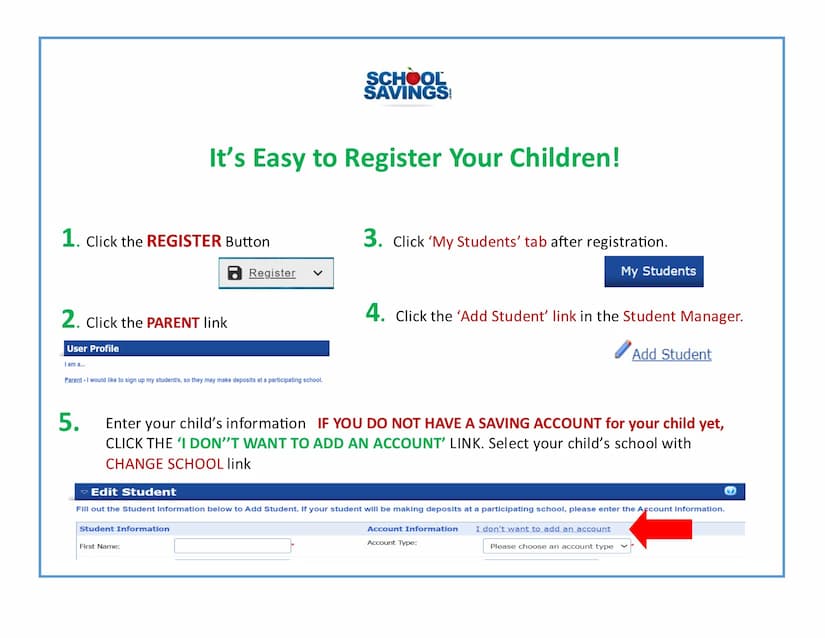 SCHOOL
SAVINGS
It's Easy to Register Your Children!
1. Click the REGISTER Button
Register
2. Click the PARENT link
User Profile
I am a...
Parent - I would like to sign up my student/s, so they may make deposits at a participating school.
3. Click 'My Students' tab after registration.
My Students
4. Click the 'Add Student' link in the Student Manager.
Add Student
5. Enter your child's information IF YOU DO NOT HAVE A SAVING ACCOUNT for your child yet,
CLICK THE 'I DON''T WANT TO ADD AN ACCOUNT' LINK. Select your child's school with
CHANGE SCHOOL link
Edit Student
Fill out the Student Information below to Add Student. If your student will be making deposits at a participating school, please enter the Account Information.
Student Information Account Information I don't want to add an account
First Name: * Account Type: Please choose an account type *